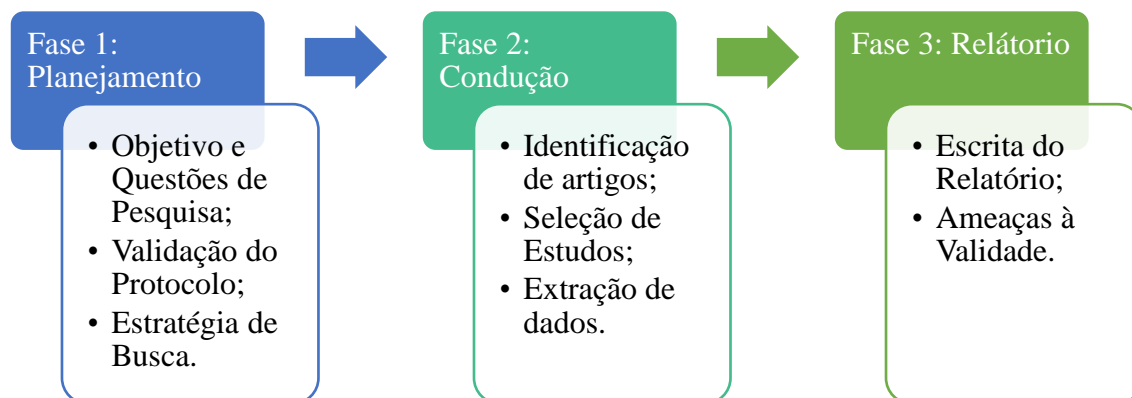 Fase 1:
Planejamento
• Objetivo e
Questões de
Pesquisa;
• Validação do
Protocolo;
• Estratégia de
Busca.
Fase 2:
Condução
• Identificação
de artigos;
• Seleção de
Estudos;
• Extração de
dados.
Fase 3: Relátorio
• Escrita do
Relatório;
• Ameaças à
Validade.